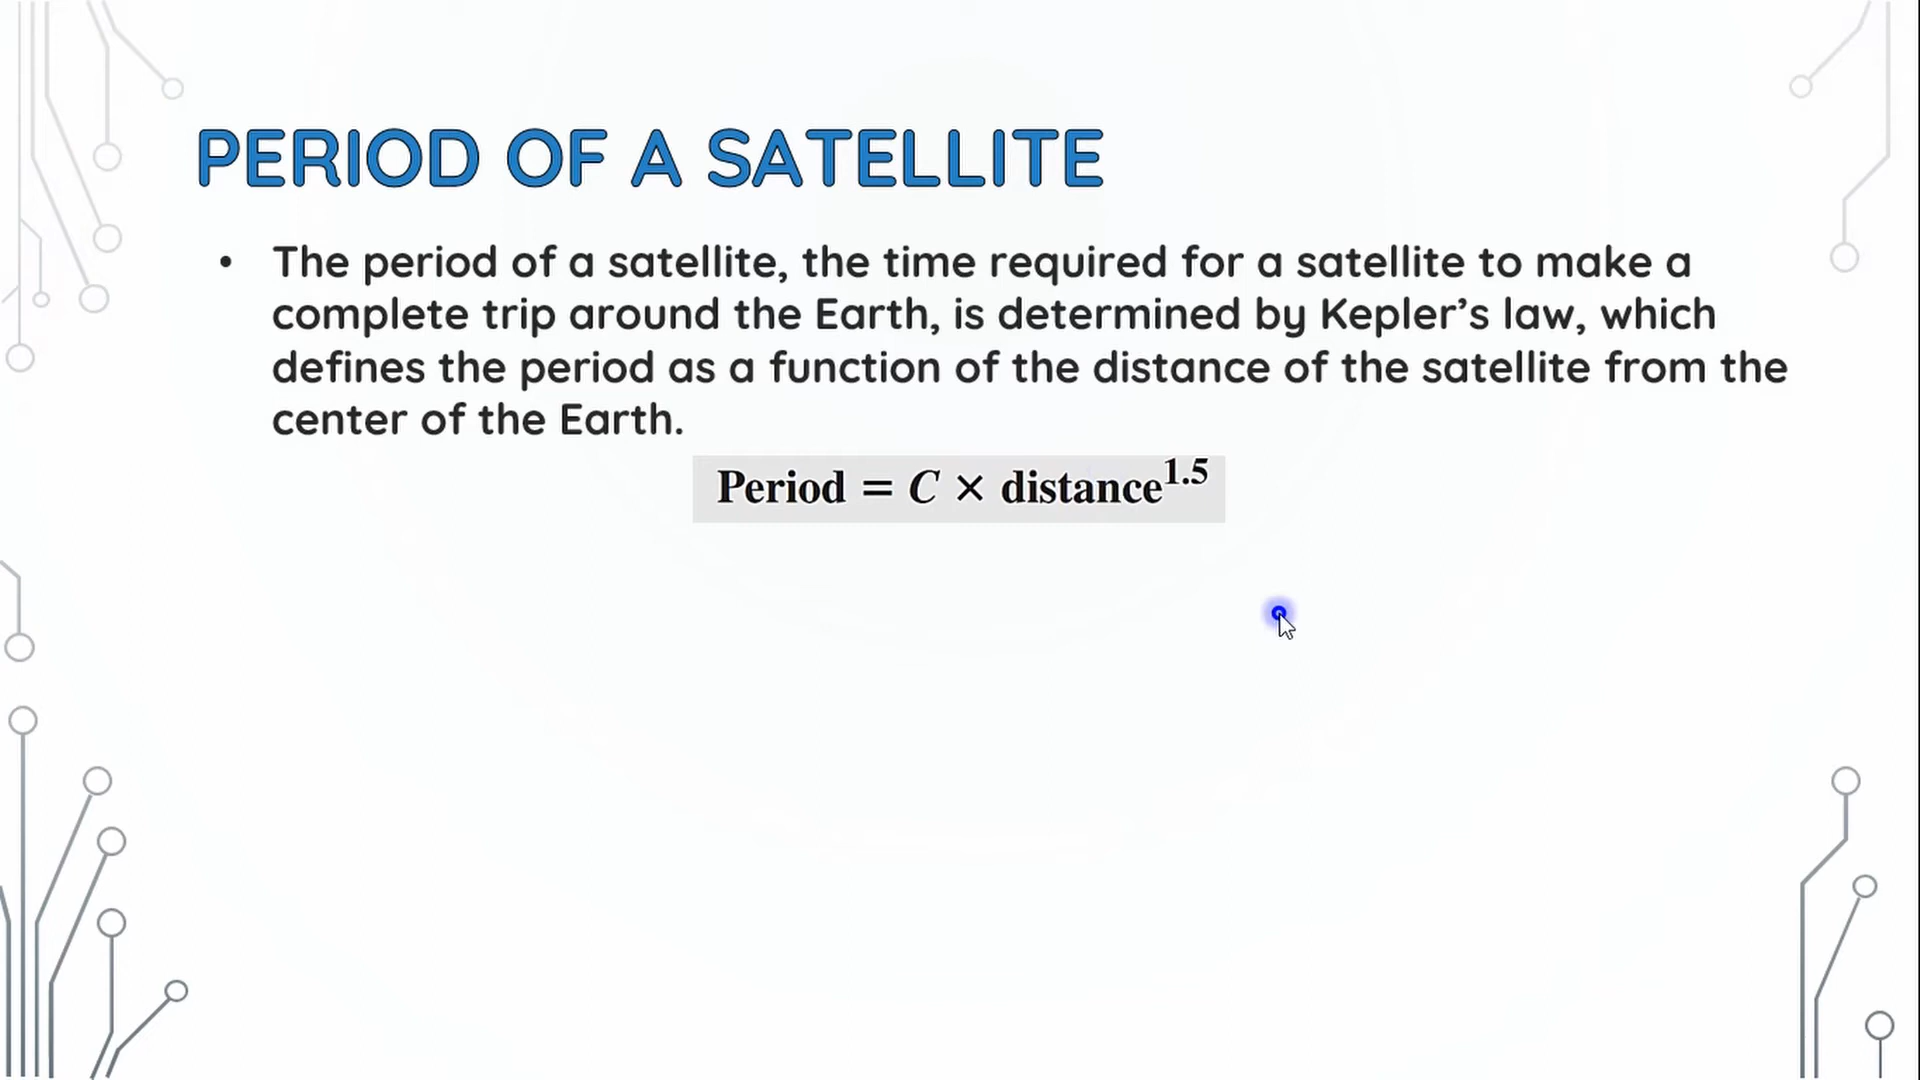 PERIOD OF A SATELLITE
• The period of a satellite, the time required for a satellite to make a
complete trip around the Earth, is determined by Kepler’s law, which
defines the period as a function of the distance of the satellite from the
center of the Earth.
Period = C × distance^1.5